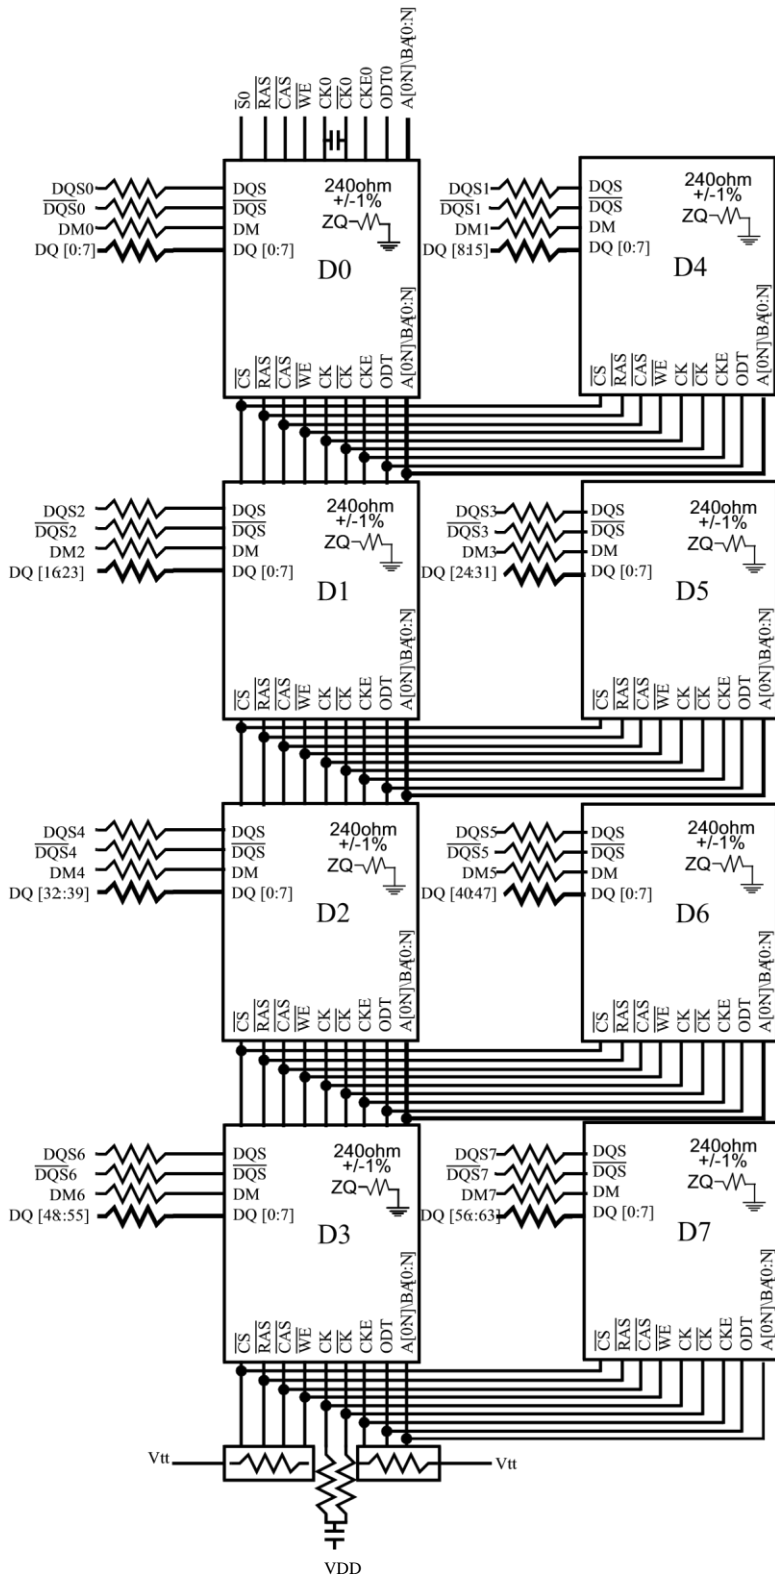 S0 RAS CAS WE CK0 CK0 CKE0 ODT0 A[0:N]\BA[0:N]
DQS0 DQS
DQS0 DQS
DM0 DM
DQ [0:7] DQ [0:7]
240ohm
+/-1%
ZQ
D0
CS RAS CAS WE CK CK CKE ODT A[0:N]\BA[0:N]
DQS1 DQS
DQS1 DQS
DM1 DM
DQ [8:15] DQ [0:7]
240ohm
+/-1%
ZQ
D4
CS RAS CAS WE CK CK CKE ODT A[0:N]\BA[0:N]
DQS2 DQS
DQS2 DQS
DM2 DM
DQ [16:23] DQ [0:7]
240ohm
+/-1%
ZQ
D1
CS RAS CAS WE CK CK CKE ODT A[0:N]\BA[0:N]
DQS3 DQS
DQS3 DQS
DM3 DM
DQ [24:31] DQ [0:7]
240ohm
+/-1%
ZQ
D5
CS RAS CAS WE CK CK CKE ODT A[0:N]\BA[0:N]
DQS4 DQS
DQS4 DQS
DM4 DM
DQ [32:39] DQ [0:7]
240ohm
+/-1%
ZQ
D2
CS RAS CAS WE CK CK CKE ODT A[0:N]\BA[0:N]
DQS5 DQS
DQS5 DQS
DM5 DM
DQ [40:47] DQ [0:7]
240ohm
+/-1%
ZQ
D6
CS RAS CAS WE CK CK CKE ODT A[0:N]\BA[0:N]
DQS6 DQS
DQS6 DQS
DM6 DM
DQ [48:55] DQ [0:7]
240ohm
+/-1%
ZQ
D3
CS RAS CAS WE CK CK CKE ODT A[0:N]\BA[0:N]
DQS7 DQS
DQS7 DQS
DM7 DM
DQ [56:63] DQ [0:7]
240ohm
+/-1%
ZQ
D7
CS RAS CAS WE CK CK CKE ODT A[0:N]\BA[0:N]
Vtt Vtt
VDD